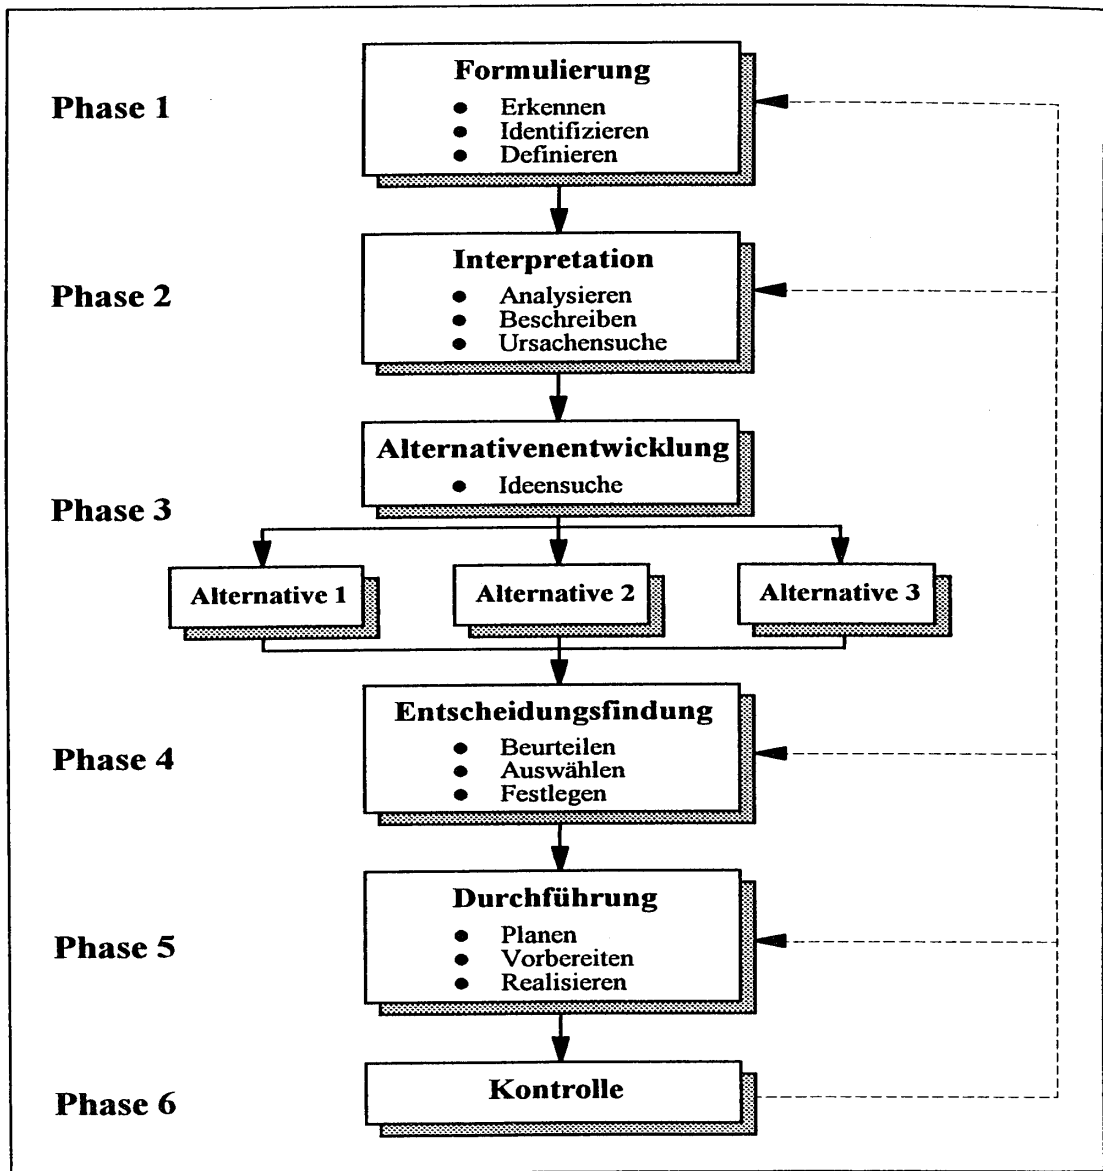 Formulierung
Phase 1
● Erkennen
● Identifizieren
● Definieren
Interpretation
Phase 2
● Analysieren
● Beschreiben
● Ursachensuche
Alternativenentwicklung
● Ideensuche
Phase 3
Alternative 1
Alternative 2
Alternative 3
Entscheidungsfindung
Phase 4
● Beurteilen
● Auswählen
● Festlegen
Durchführung
Phase 5
● Planen
● Vorbereiten
● Realisieren
Kontrolle
Phase 6